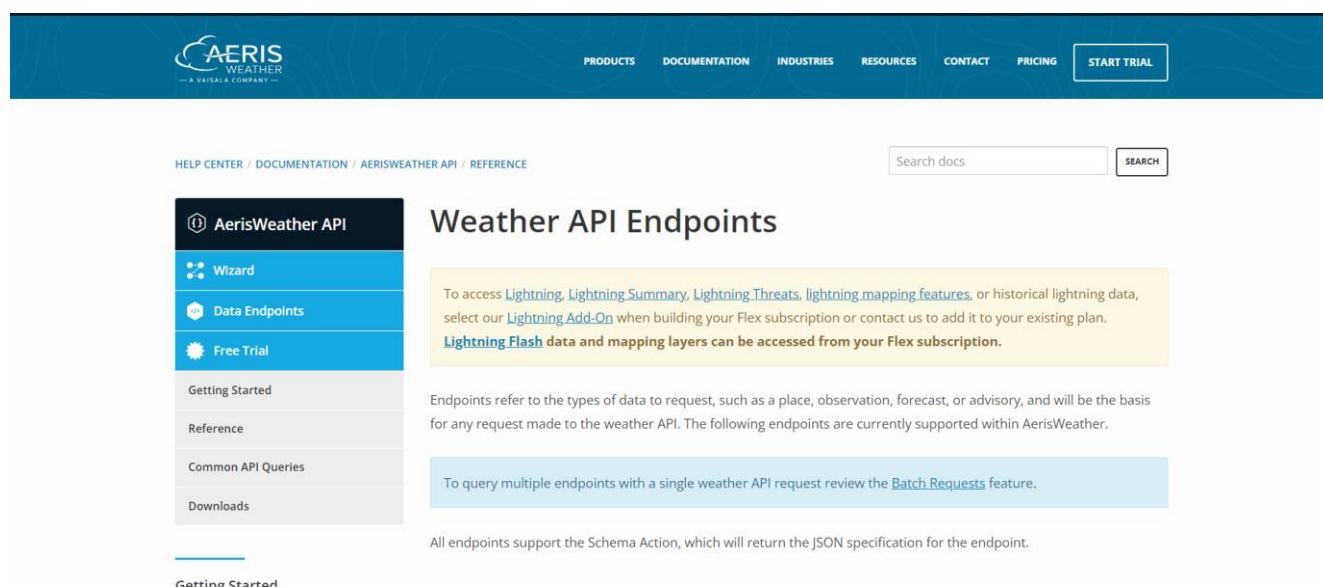 AERIS
WEATHER
— A VAISALA COMPANY —
PRODUCTS DOCUMENTATION INDUSTRIES RESOURCES CONTACT PRICING START TRIAL
HELP CENTER / DOCUMENTATION / AERISWEATHER API / REFERENCE
Search docs
SEARCH
AerisWeather API
Wizard
Data Endpoints
Free Trial
Getting Started
Reference
Common API Queries
Downloads
Getting Started
Weather API Endpoints
To access Lightning, Lightning Summary, Lightning Threats, lightning mapping features, or historical lightning data,
select our Lightning Add-On when building your Flex subscription or contact us to add it to your existing plan.
Lightning Flash data and mapping layers can be accessed from your Flex subscription.
Endpoints refer to the types of data to request, such as a place, observation, forecast, or advisory, and will be the basis
for any request made to the weather API. The following endpoints are currently supported within AerisWeather.
To query multiple endpoints with a single weather API request review the Batch Requests feature.
All endpoints support the Schema Action, which will return the JSON specification for the endpoint.